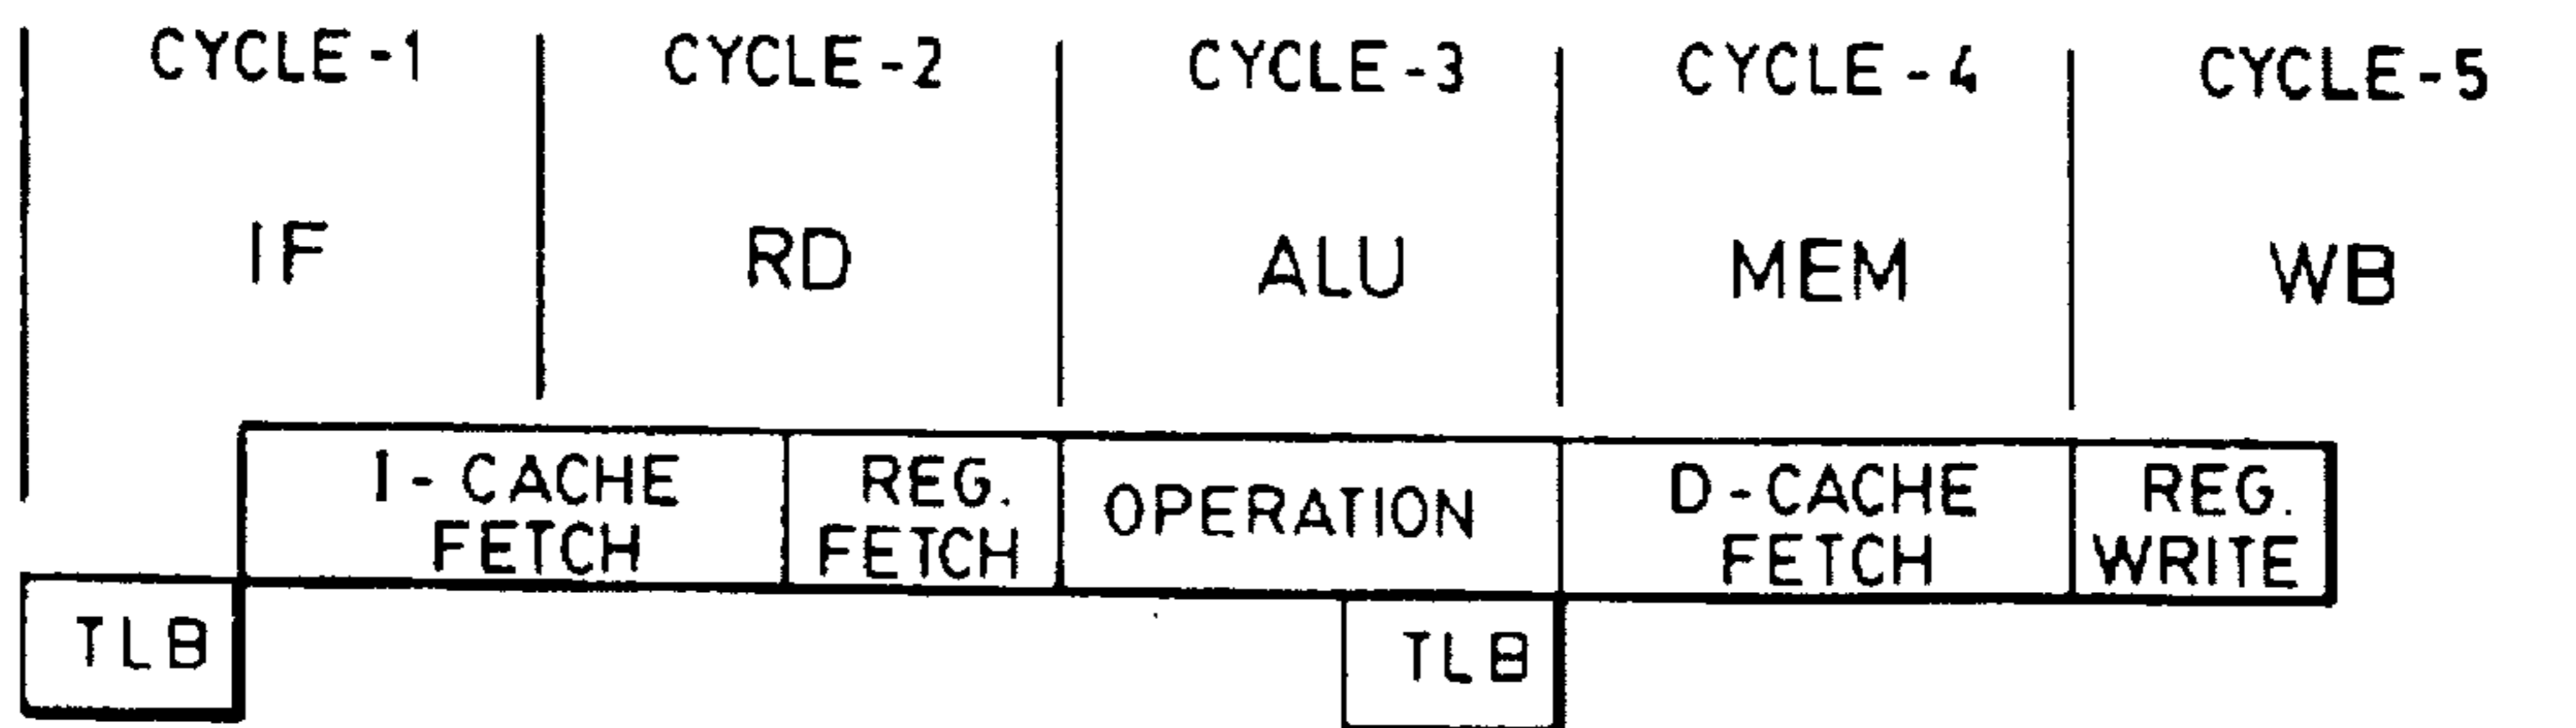 CYCLE-1 CYCLE-2 CYCLE-3 CYCLE-4 CYCLE-5
IF RD ALU MEM WB
I-CACHE FETCH
REG. FETCH
OPERATION
D-CACHE FETCH
REG. WRITE
TLB TLB